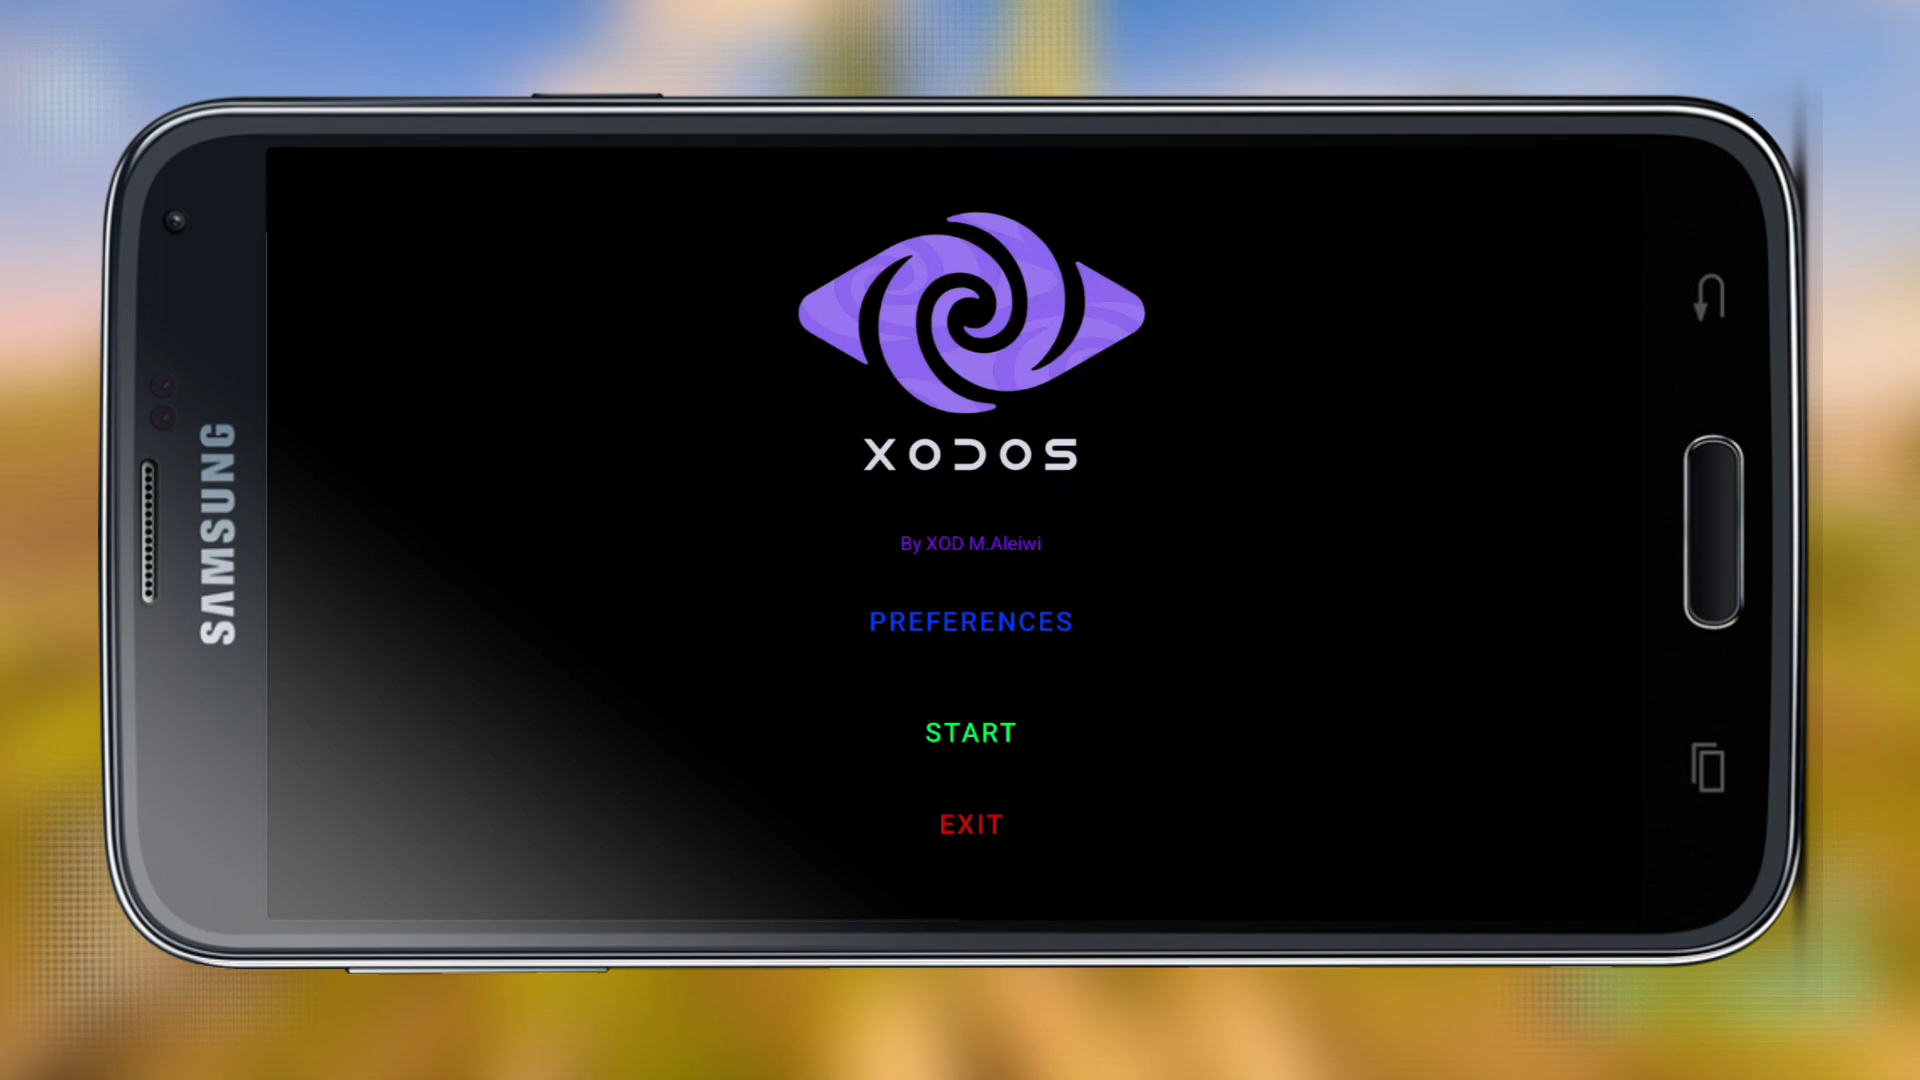 SAMSUNG
XODOS
By XOD M.Aleiwi
PREFERENCES
START
EXIT